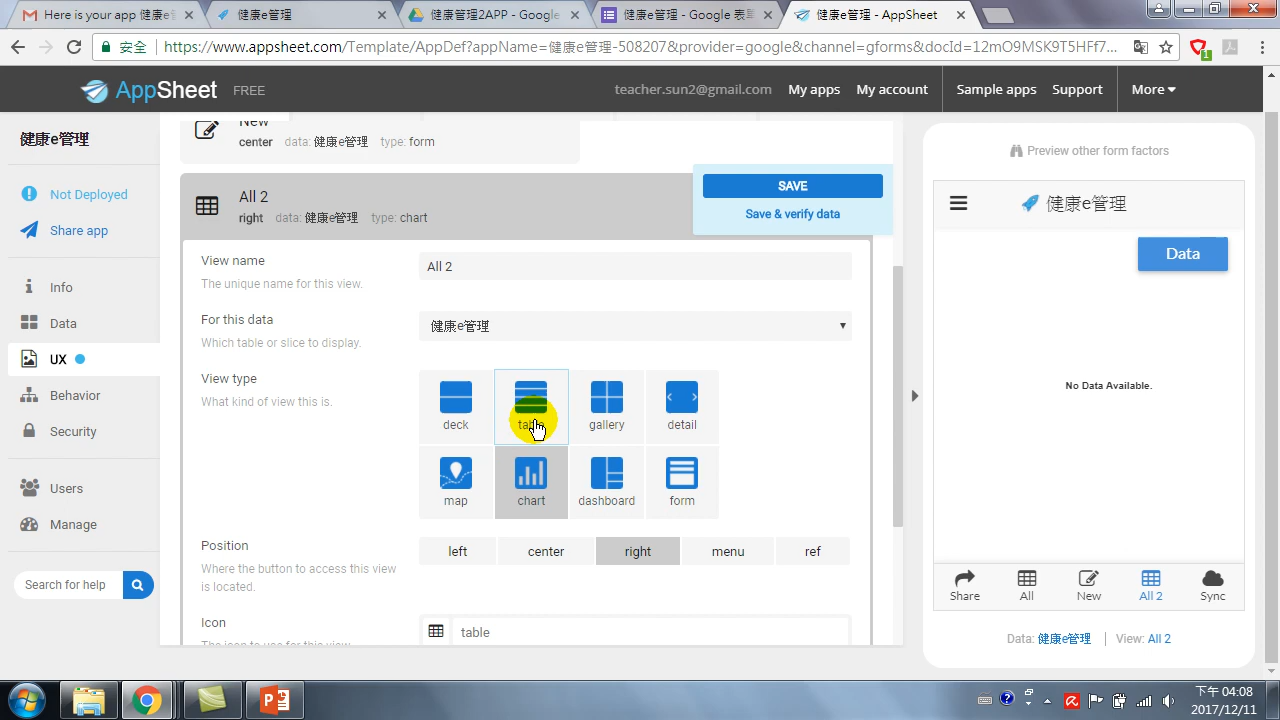 Here is your app 健康e
健康e管理
健康管理2APP - Google
健康e管理 - Google
健康e管理 - AppSheet
安全 https://www.appsheet.com/Template/AppDef?appName=健康e管理-508207&provider=google&channel=gforms&tbcId=12mO9MSK9T5HFf7...
AppSheet FREE teacher.sun2@gmail.com My apps My account Sample apps Support More
健康e管理
Not Deployed
Share app
Info
Data
UX
Behavior
Security
Users
Manage
Search for help
New
center data: 健康e管理 type: form
All 2
right data: 健康e管理 type: chart
SAVE
Save & verify data
View name All 2
The unique name for this view.
For this data 健康e管理
Which table or slice to display.
View type
What kind of view this is.
deck table gallery detail
map chart dashboard form
Position left center right menu ref
Where the button to access this view
is located.
Icon table
The icon to use for this view.
Preview other form factors
健康e管理
Data
No Data Available.
Share All New All 2 Sync
Data: 健康e管理 | View: All 2
下午 04:08
2017/12/11